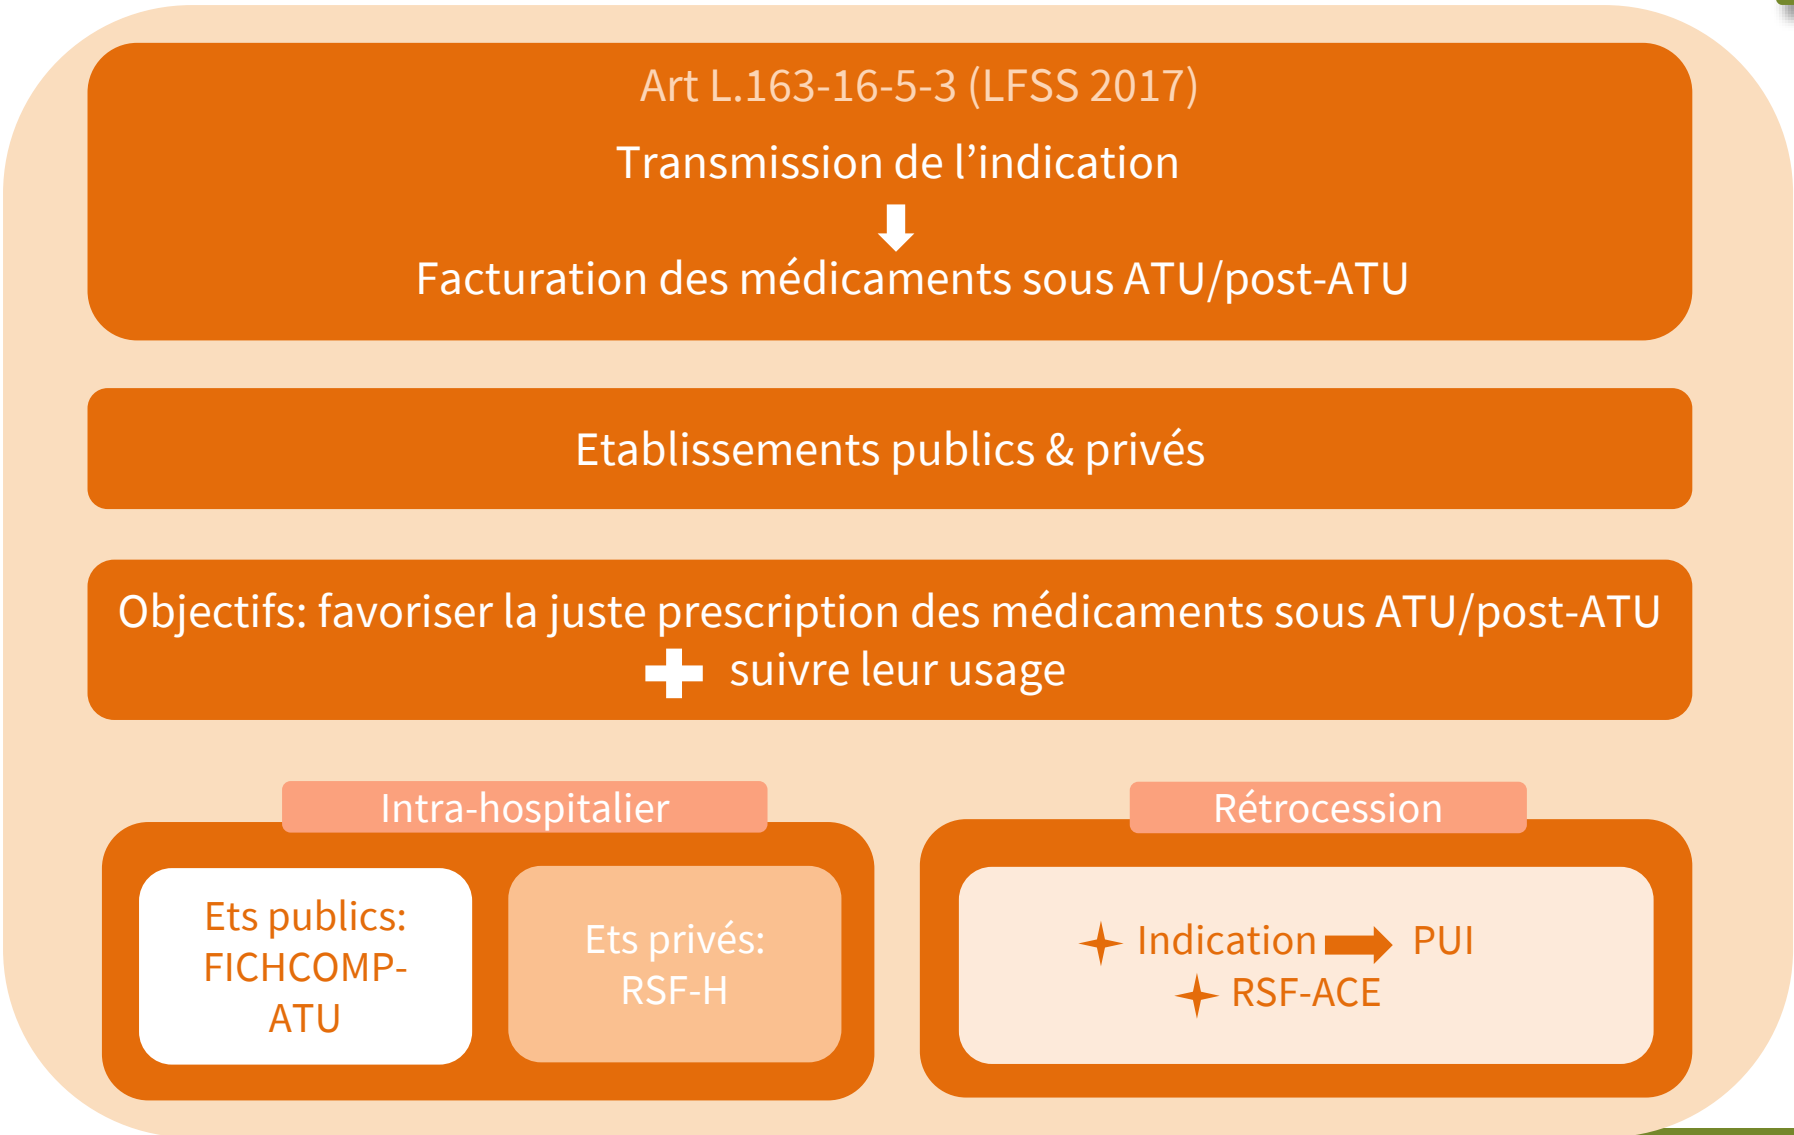 Art L.163-16-5-3 (LFSS 2017)
Transmission de l’indication
Facturation des médicaments sous ATU/post-ATU
Etablissements publics & privés
Objectifs: favoriser la juste prescription des médicaments sous ATU/post-ATU
suivre leur usage
Intra-hospitalier
Ets publics:
FICHCOMP-
ATU
Ets privés:
RSF-H
Rétrocession
Indication PUI
RSF-ACE